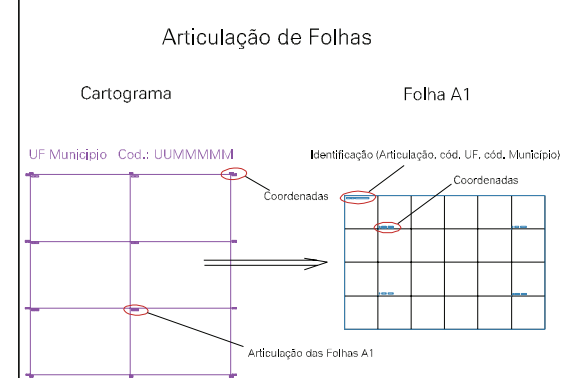 Articulação de Folhas
Cartograma
Folha A1
UF Município Cod.: UUMMMMM
Identificação (Articulação, cód. UF, cód. Município)
Coordenadas
Coordenadas
Articulação das Folhas A1